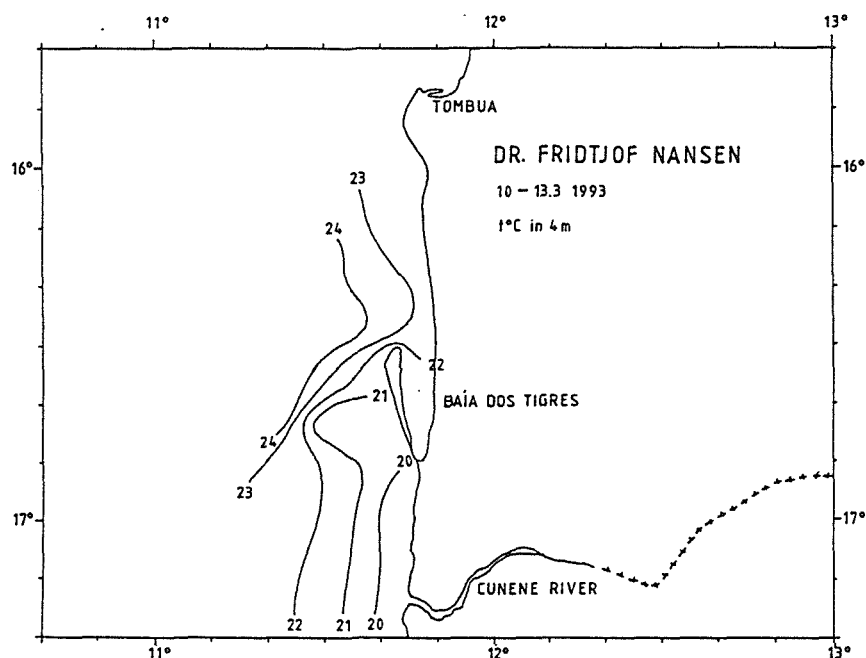 11° 12° 13°
TOMBUA
DR. FRIDTJOF NANSEN
16° 16°
10 – 13.3 1993
23
t°C in 4 m
24
22
21
BAÍA DOS TIGRES
24
20
23
17° 17°
CUNENE RIVER
22 21 20
11° 12° 13°